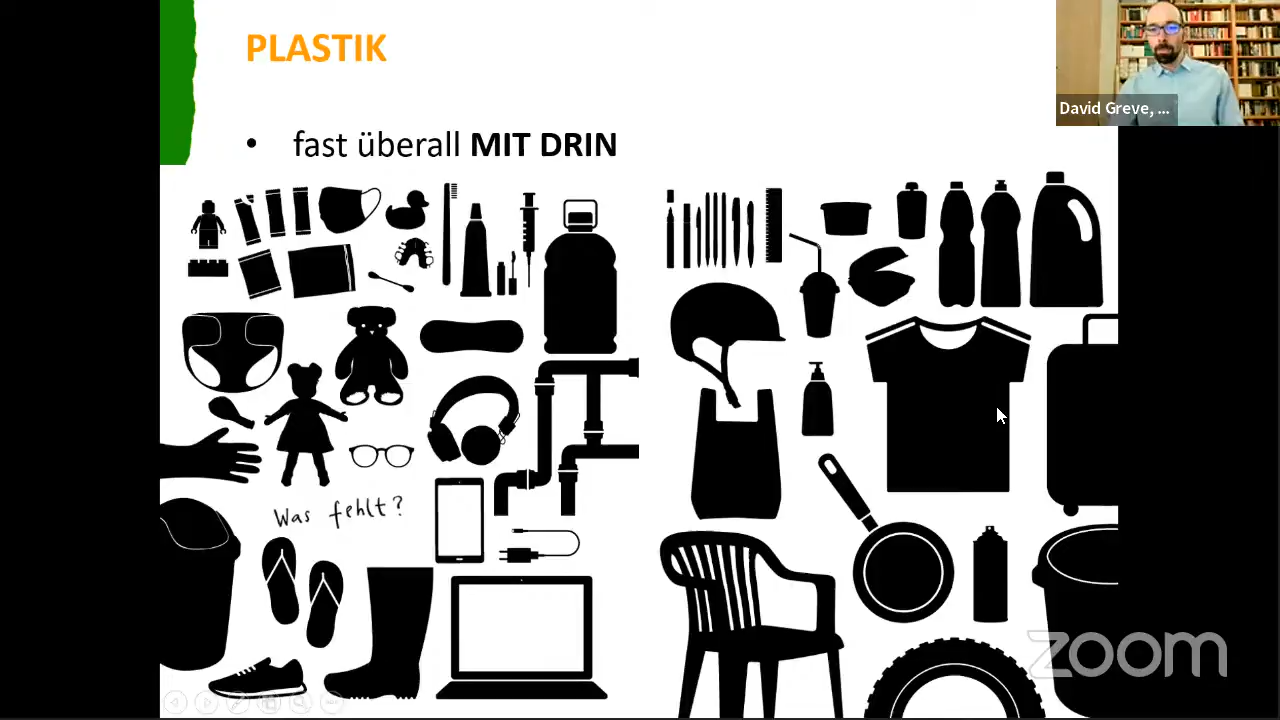 PLASTIK
David Greve, ...
• fast überall MIT DRIN
Was fehlt?
zoom